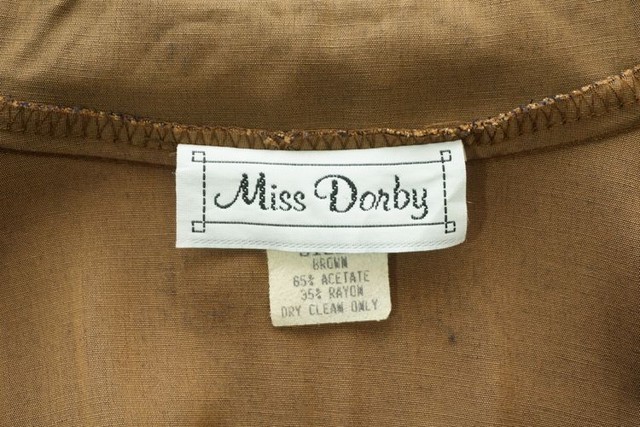 Miss Dorby
BROWN
65% ACETATE
35% RAYON
DRY CLEAN ONLY